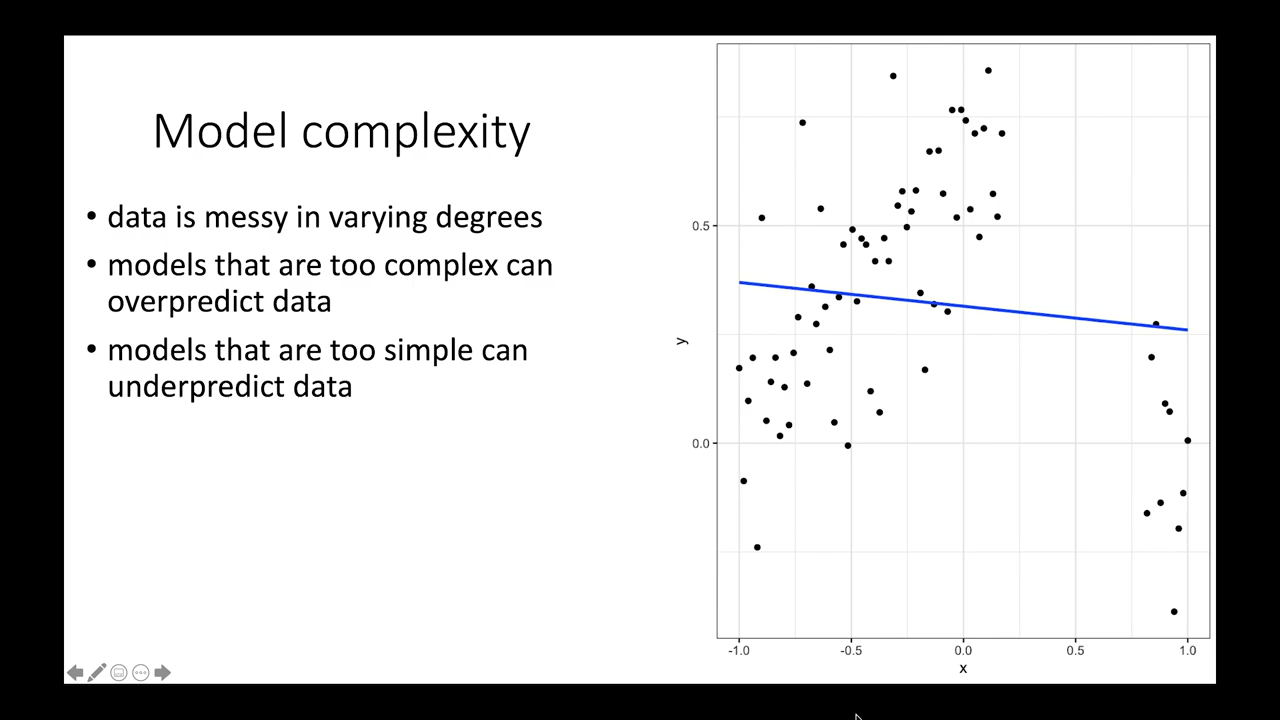 Model complexity
• data is messy in varying degrees
• models that are too complex can
overpredict data
• models that are too simple can
underpredict data
y
0.5
0.0
-1.0 -0.5 0.0 0.5 1.0
x